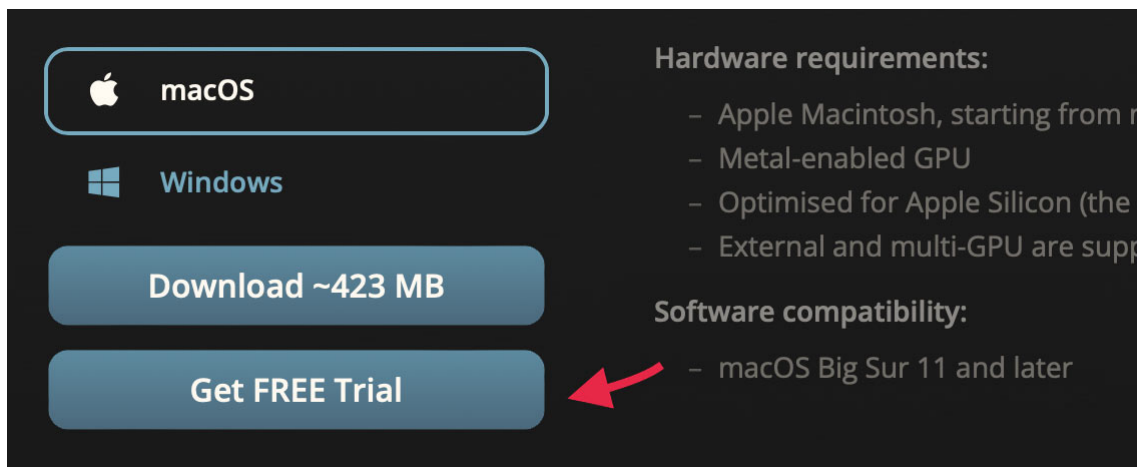 macOS
Windows
Download ~423 MB
Get FREE Trial
Hardware requirements:
– Apple Macintosh, starting from
– Metal-enabled GPU
– Optimised for Apple Silicon (the
– External and multi-GPU are
Software compatibility:
– macOS Big Sur 11 and later